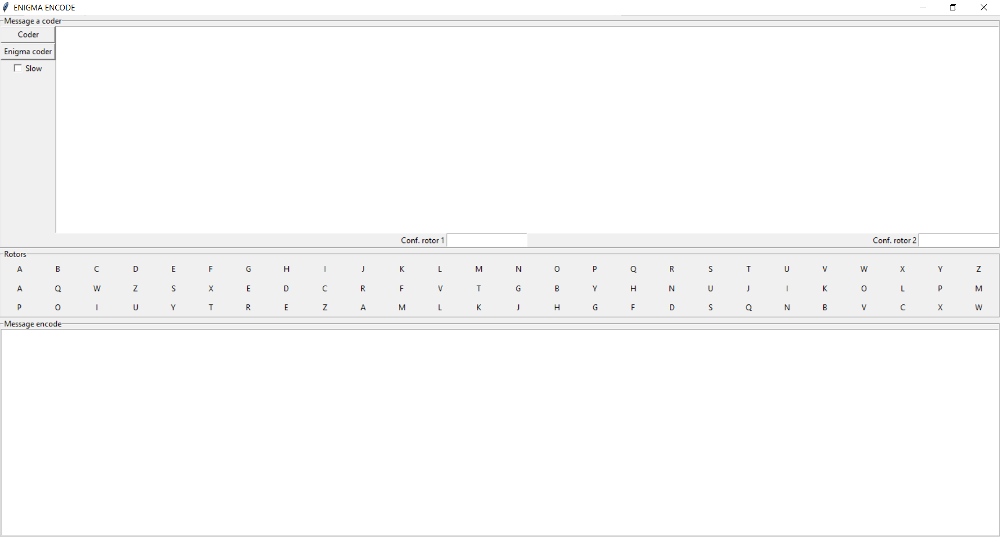 ENIGMA ENCODE
Message a coder
Coder
Enigma coder
Slow
Conf. rotor 1 Conf. rotor 2
Rotors
A B C D E F G H I J K L M N O P Q R S T U V W X Y Z
A Q W Z S X E D C R F V T G B Y H N U J I K O L P M
P O I U Y T R E Z A M L K J H G F D S Q N B V C X W
Message encode